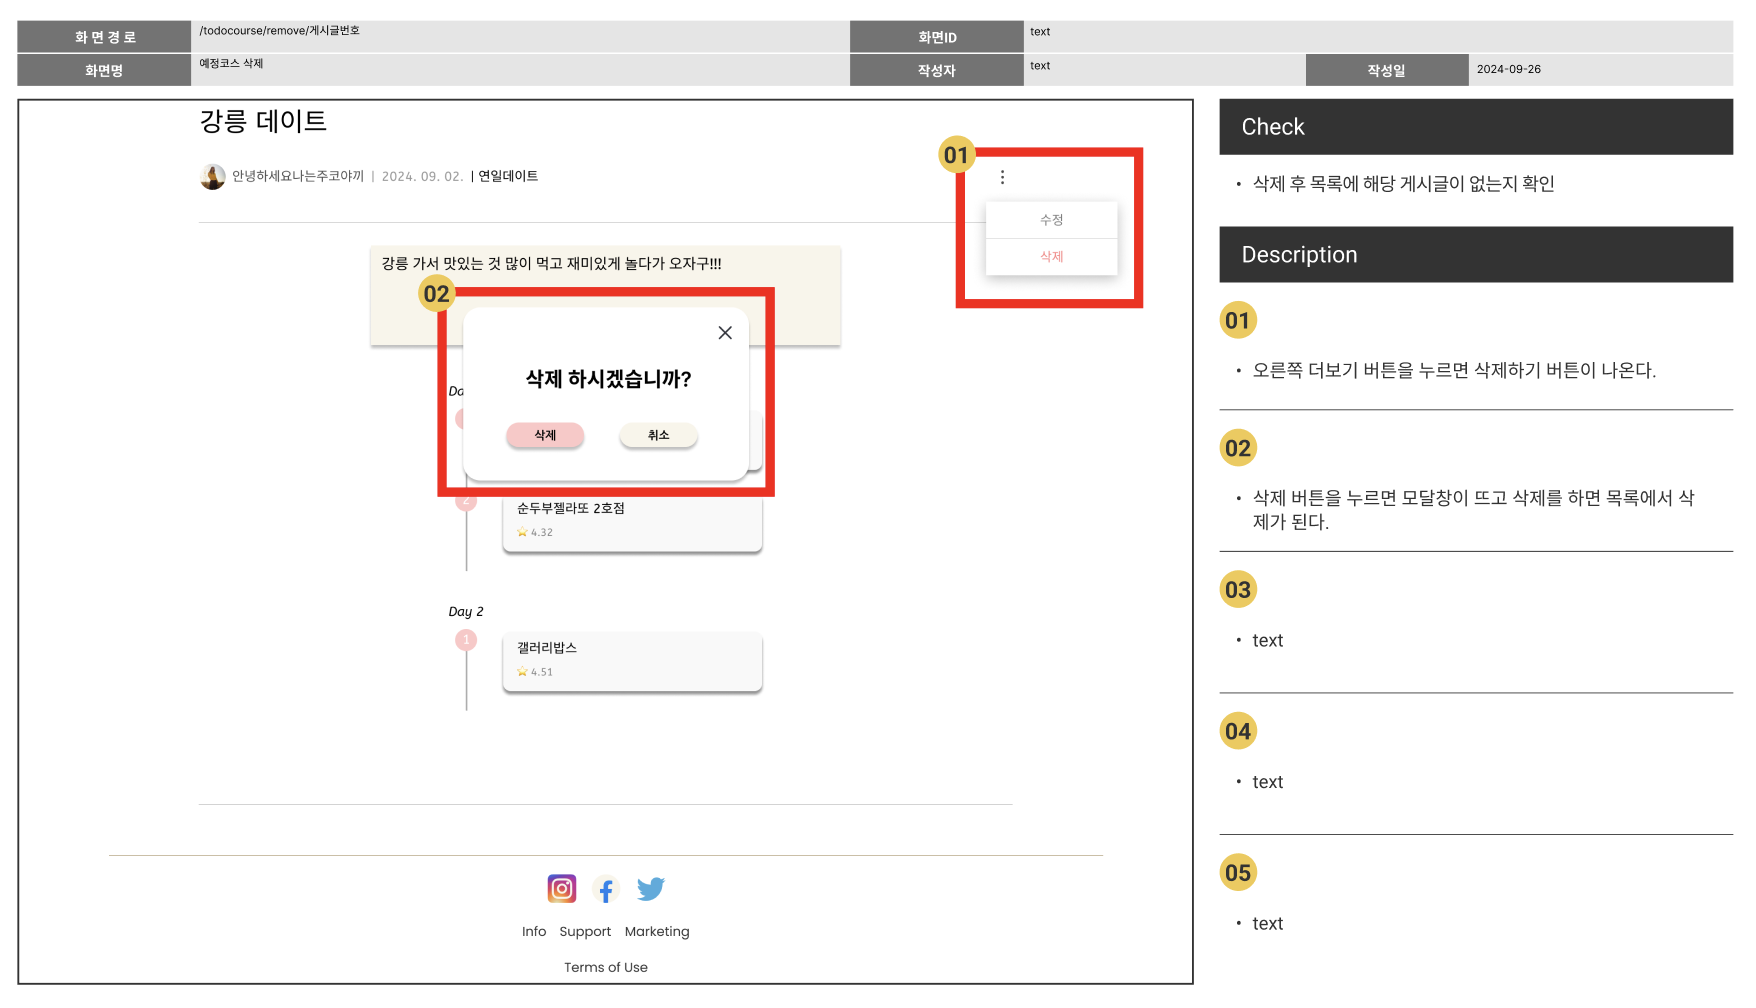 화 면 경 로
/todocourse/remove/게시글번호
화면ID
text
화면명
예정코스 삭제
작성자
text
작성일
2024-09-26
강릉 데이트
안녕하세요나는주코야끼 | 2024. 09. 02. | 연일데이트
01
수정
삭제
강릉 가서 맛있는 것 많이 먹고 재미있게 놀다가 오자구!!!
02
삭제 하시겠습니까?
삭제
취소
Da
2
순두부젤라또 2호점
4.32
Day 2
1
갤러리밥스
4.51
Info Support Marketing
Terms of Use
Check
• 삭제 후 목록에 해당 게시글이 없는지 확인
Description
01
• 오른쪽 더보기 버튼을 누르면 삭제하기 버튼이 나온다.
02
• 삭제 버튼을 누르면 모달창이 뜨고 삭제를 하면 목록에서 삭
제가 된다.
03
• text
04
• text
05
• text